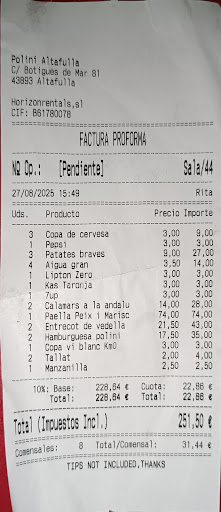 Polini Altafulla
C/ Botigues de Mar 81
43893 Altafulla
Horizonrentals,sl
CIF: B61780078
FACTURA PROFORMA
Nº Op.: [Pendiente] Sala/44
27/08/2025 15:49 Rita
Uds. Producto Precio Importe
3 Copa de cervesa 3,00 9,00
1 Pepsi 3,00 3,00
3 Patates braves 9,00 27,00
4 Aigua gran 3,50 14,00
1 Lipton Zero 3,00 3,00
1 Kas Taronja 3,00 3,00
1 7up 3,00 3,00
2 Calamars a la andalu 14,00 28,00
1 Paella Peix i Marisc 74,00 74,00
2 Entrecot de vedella 21,50 43,00
2 Hamburguesa polini 17,50 35,00
1 Copa vi blanc Km0 3,00 3,00
2 Tallat 2,00 4,00
1 Manzanilla 2,50 2,50
10% Base: 228,64 Cuota: 22,86
Total: 228,64 € Total: 22,86 €
Total (Impuestos Incl.) 251,50 €
Comensales: 8 Total/Comensal: 31,44 €
TIPS NOT INCLUDED,THANKS